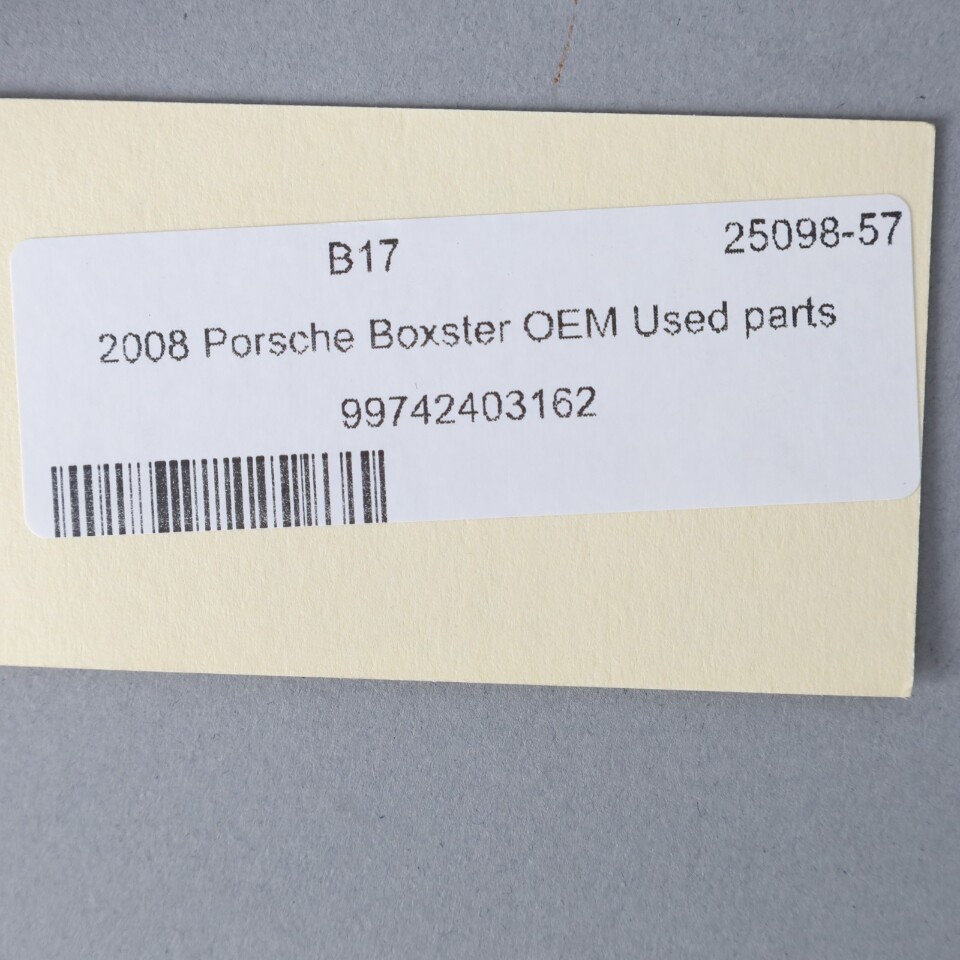 B17 25098-57
2008 Porsche Boxster OEM Used parts
99742403162